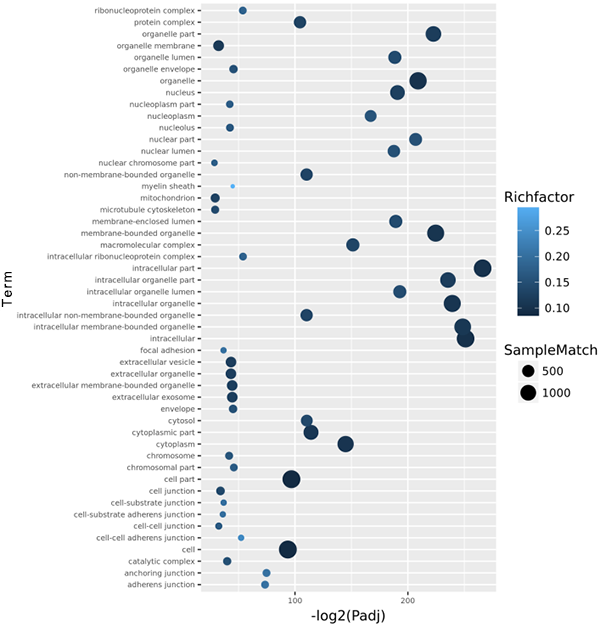 ribonucleoprotein complex
protein complex
organelle part
organelle membrane
organelle lumen
organelle envelope
organelle
nucleus
nucleoplasm part
nucleoplasm
nucleolus
nuclear part
nuclear lumen
nuclear chromosome part
non-membrane-bounded organelle
myelin sheath
mitochondrion
microtubule cytoskeleton
membrane-enclosed lumen
membrane-bounded organelle
macromolecular complex
intracellular ribonucleoprotein complex
intracellular part
intracellular organelle part
intracellular organelle lumen
intracellular organelle
intracellular non-membrane-bounded organelle
intracellular membrane-bounded organelle
intracellular
focal adhesion
extracellular vesicle
extracellular organelle
extracellular membrane-bounded organelle
extracellular exosome
envelope
cytosol
cytoplasmic part
cytoplasm
chromosome
chromosomal part
cell part
cell junction
cell-substrate junction
cell-substrate adherens junction
cell-cell junction
cell-cell adherens junction
cell
catalytic complex
anchoring junction
adherens junction
Term
100 200
-log2(Padj)
Richfactor
0.25
0.20
0.15
0.10
SampleMatch
500
1000